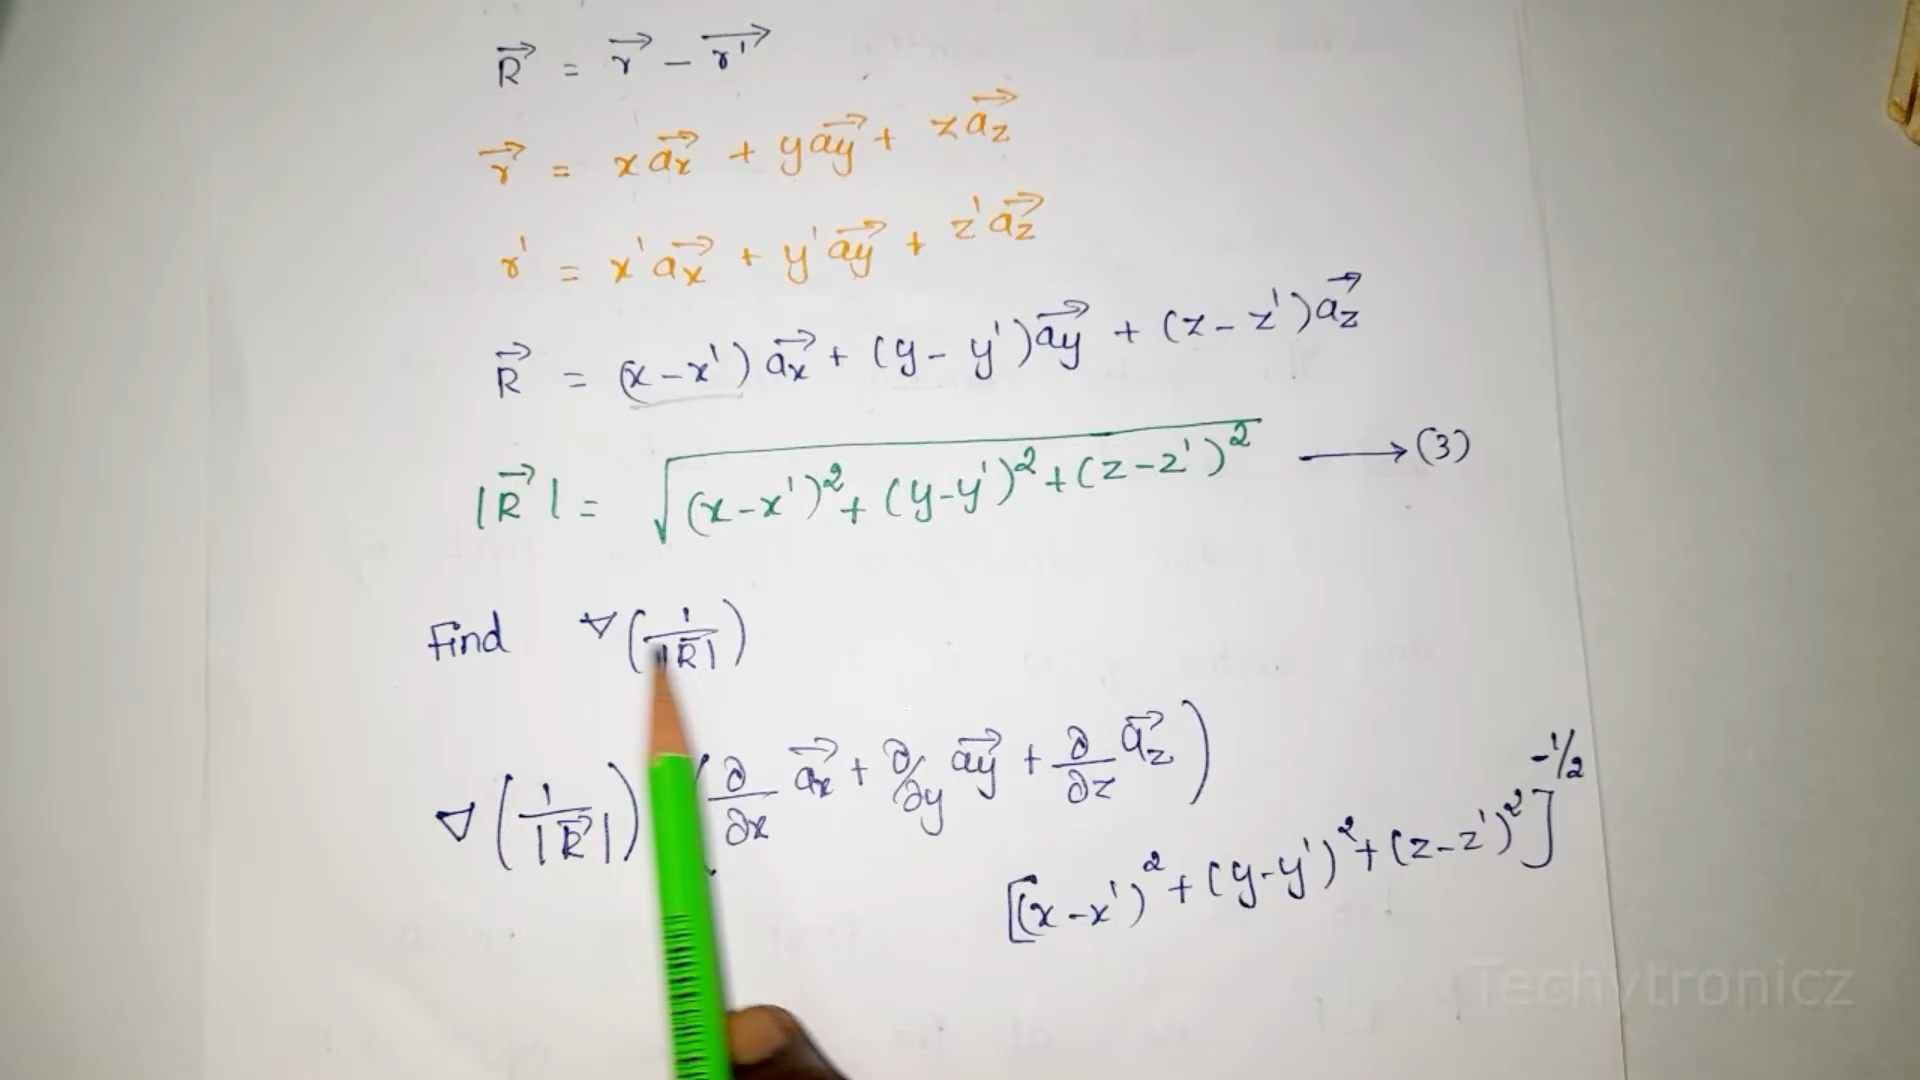 R⃗ = r⃗ - r'⃗
r⃗ = x a⃗x + y a⃗y + z a⃗z
r' = x' a⃗x + y' a⃗y + z' a⃗z
R⃗ = (x-x') a⃗x + (y-y') a⃗y + (z-z') a⃗z
|R⃗| = √((x-x')² + (y-y')² + (z-z')²) ⟶ (3)
Find ∇(1/|R⃗|)
∇(1/|R⃗|) (∂/∂x a⃗x + ∂/∂y a⃗y + ∂/∂z a⃗z)
[(x-x')² + (y-y')² + (z-z')²]^-1/2
Techytronicz